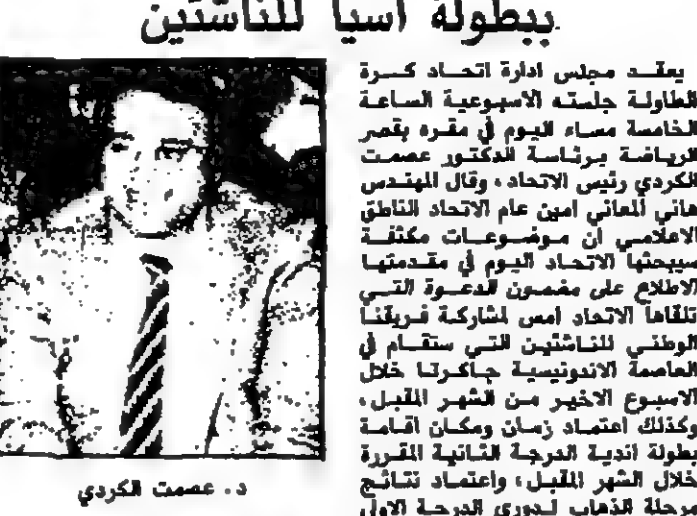 ببطولة آسيا للناشئين
يعقد مجلس ادارة اتحاد كرة
الطاولة جلسته الاسبوعية الساعة
الخامسة مساء اليوم في مقره بقصر
الرياضة برئاسة الدكتور عصمت
الكردي رئيس الاتحاد، وقال المهندس
هاني المعاني امين عام الاتحاد الناطق
الاعلامي ان موضوعات مكثفة
سيبحثها الاتحاد اليوم في مقدمتها
الاطلاع على مضمون الدعوة التي
تلقاها الاتحاد امس لمشاركة فريقنا
الوطني للناشئين التي ستقام في
العاصمة الاندونيسية جاكرتا خلال
الاسبوع الاخير من الشهر المقبل،
وكذلك اعتماد زمان ومكان اقامة
بطولة اندية الدرجة الثانية المقررة
خلال الشهر المقبل، واعتماد نتائج
مرحلة الذهاب لدوري الدرجة الاولى
د. عصمت الكردي